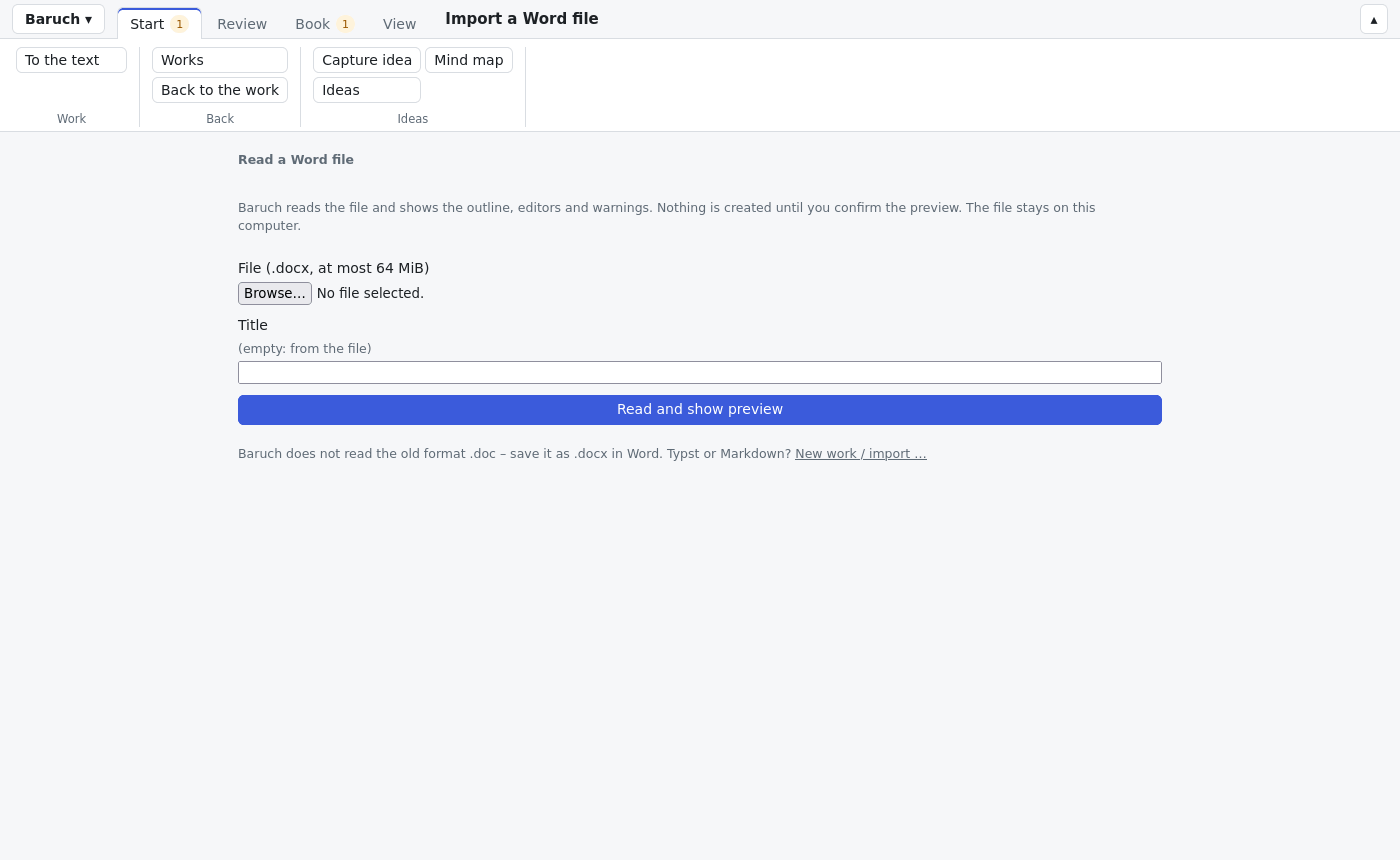 Baruch ▾ Start 1 Review Book 1 View Import a Word file ▴
To the text Works Capture idea Mind map
Back to the work Ideas
Work Back Ideas
Read a Word file
Baruch reads the file and shows the outline, editors and warnings. Nothing is created until you confirm the preview. The file stays on this
computer.
File (.docx, at most 64 MiB)
Browse... No file selected.
Title
(empty: from the file)
Read and show preview
Baruch does not read the old format .doc – save it as .docx in Word. Typst or Markdown? New work / import …